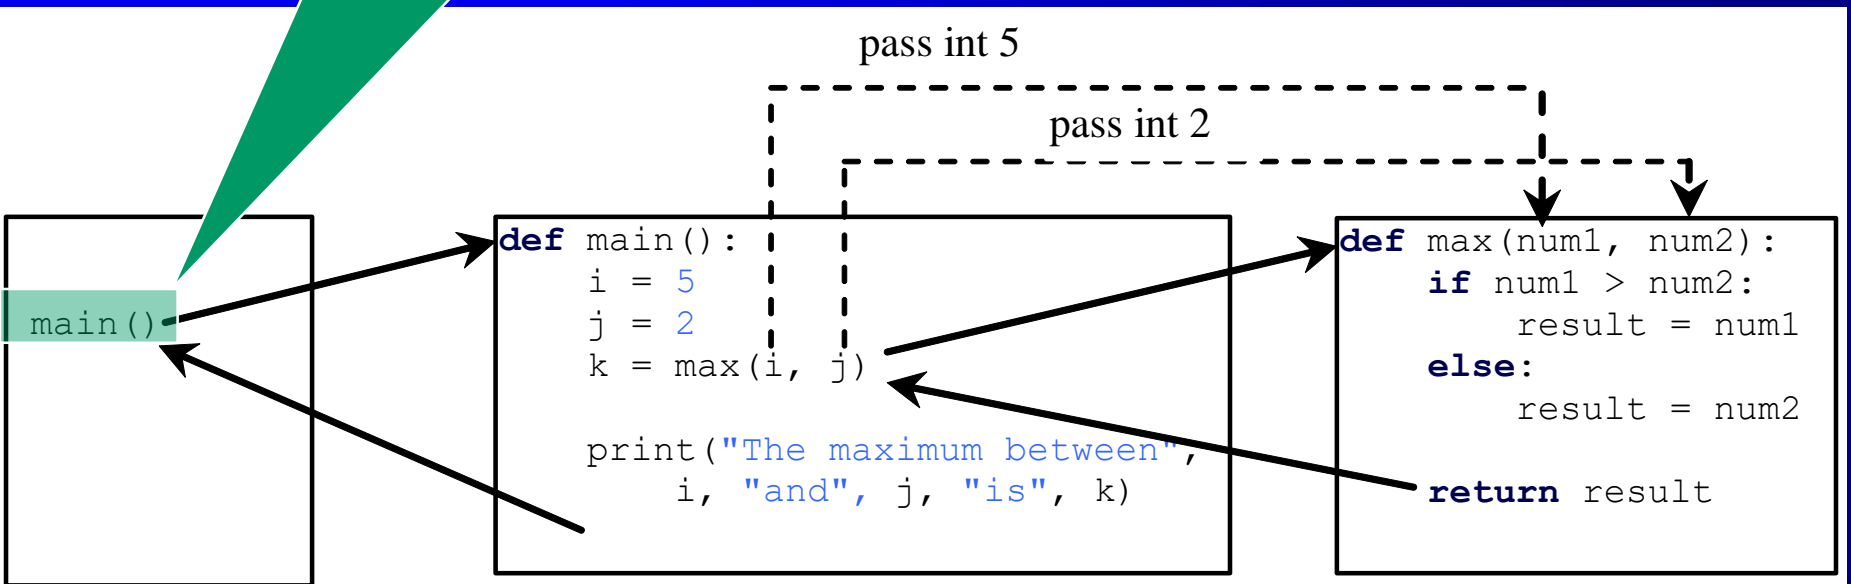 pass int 5
pass int 2
main()
def main():
    i = 5
    j = 2
    k = max(i, j)
    print("The maximum between",
        i, "and", j, "is", k)
def max(num1, num2):
    if num1 > num2:
        result = num1
    else:
        result = num2
    return result